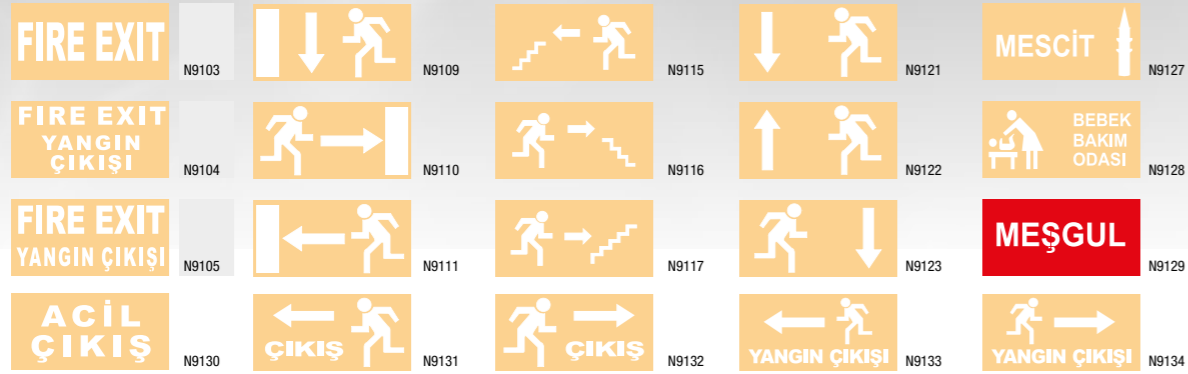 FIRE EXIT
N9103
N9109
N9115
N9121
MESCİT
N9127
FIRE EXIT
YANGIN
ÇIKIŞI
N9104
N9110
N9116
N9122
BEBEK
BAKIM
ODASI
N9128
FIRE EXIT
YANGIN ÇIKIŞI
N9105
N9111
N9117
N9123
MEŞGUL
N9129
ACİL
ÇIKIŞ
N9130
ÇIKIŞ
N9131
ÇIKIŞ
N9132
YANGIN ÇIKIŞI
N9133
YANGIN ÇIKIŞI
N9134